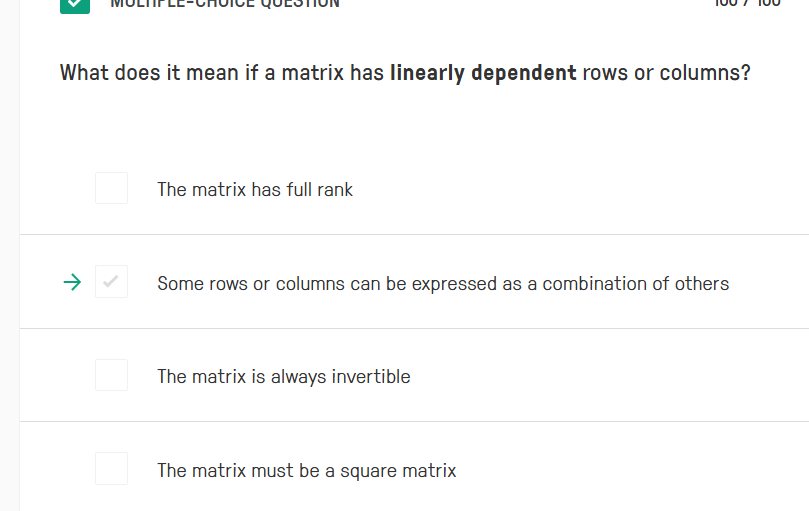 MULTIPLE-CHOICE QUESTION
100 / 100
What does it mean if a matrix has linearly dependent rows or columns?
The matrix has full rank
Some rows or columns can be expressed as a combination of others
The matrix is always invertible
The matrix must be a square matrix